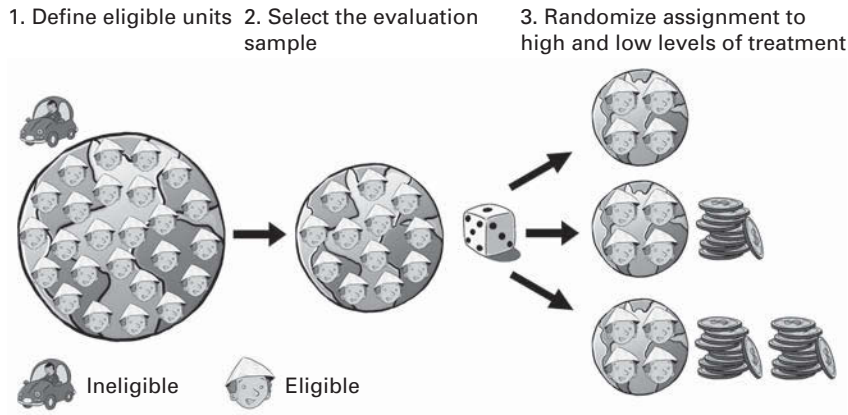 1. Define eligible units
2. Select the evaluation
sample
3. Randomize assignment to
high and low levels of treatment
Ineligible
Eligible